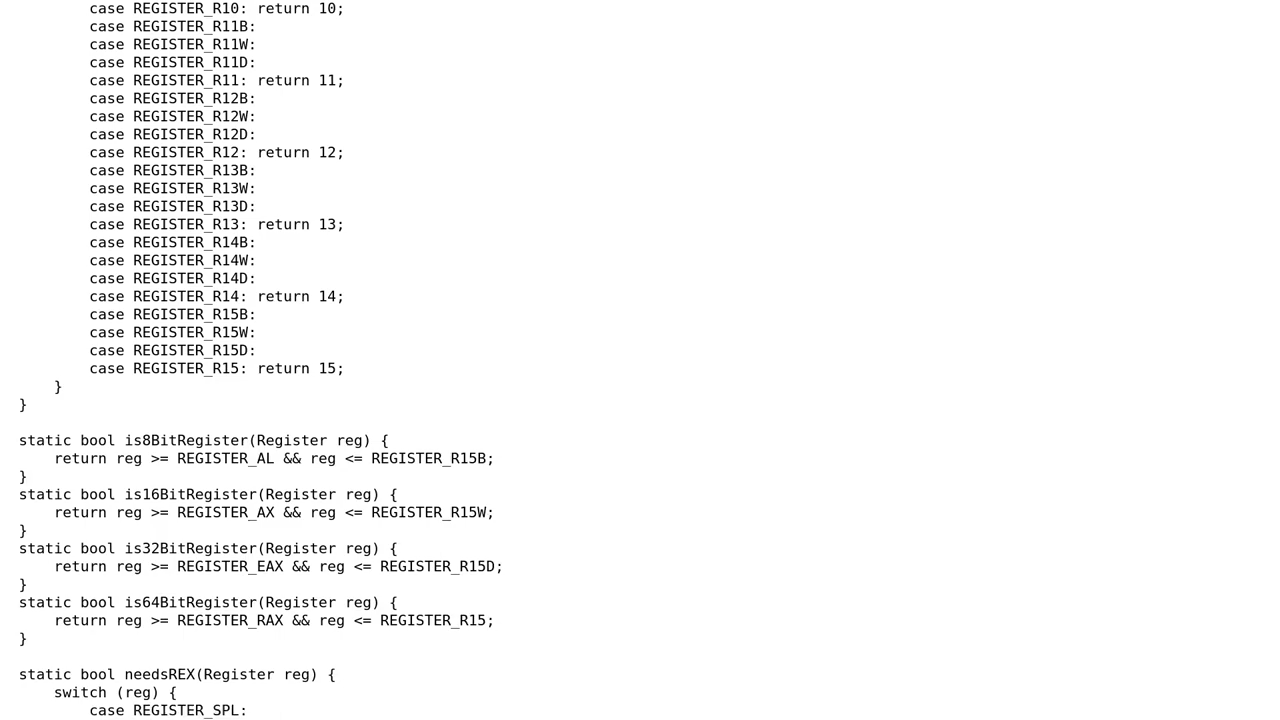 case REGISTER_R10: return 10;
        case REGISTER_R11B:
        case REGISTER_R11W:
        case REGISTER_R11D:
        case REGISTER_R11: return 11;
        case REGISTER_R12B:
        case REGISTER_R12W:
        case REGISTER_R12D:
        case REGISTER_R12: return 12;
        case REGISTER_R13B:
        case REGISTER_R13W:
        case REGISTER_R13D:
        case REGISTER_R13: return 13;
        case REGISTER_R14B:
        case REGISTER_R14W:
        case REGISTER_R14D:
        case REGISTER_R14: return 14;
        case REGISTER_R15B:
        case REGISTER_R15W:
        case REGISTER_R15D:
        case REGISTER_R15: return 15;
    }
}

static bool is8BitRegister(Register reg) {
    return reg >= REGISTER_AL && reg <= REGISTER_R15B;
}
static bool is16BitRegister(Register reg) {
    return reg >= REGISTER_AX && reg <= REGISTER_R15W;
}
static bool is32BitRegister(Register reg) {
    return reg >= REGISTER_EAX && reg <= REGISTER_R15D;
}
static bool is64BitRegister(Register reg) {
    return reg >= REGISTER_RAX && reg <= REGISTER_R15;
}

static bool needsREX(Register reg) {
    switch (reg) {
        case REGISTER_SPL: